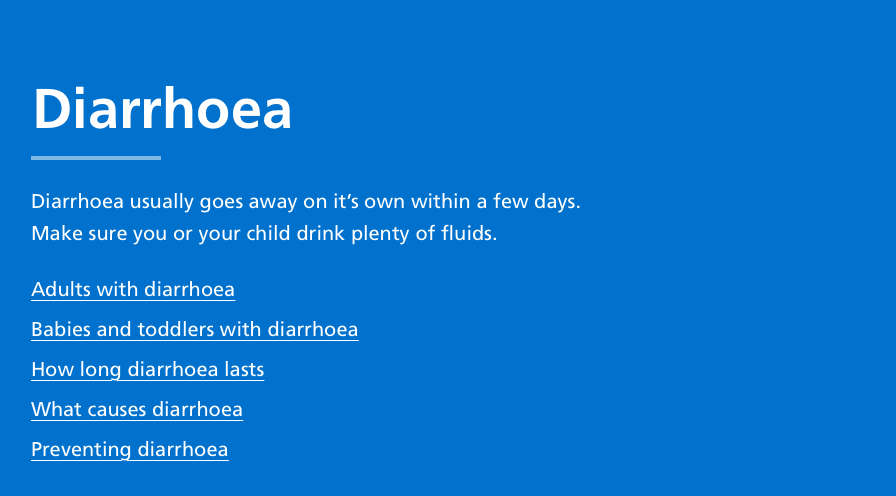 Diarrhoea
Diarrhoea usually goes away on it’s own within a few days.
Make sure you or your child drink plenty of fluids.
Adults with diarrhoea
Babies and toddlers with diarrhoea
How long diarrhoea lasts
What causes diarrhoea
Preventing diarrhoea